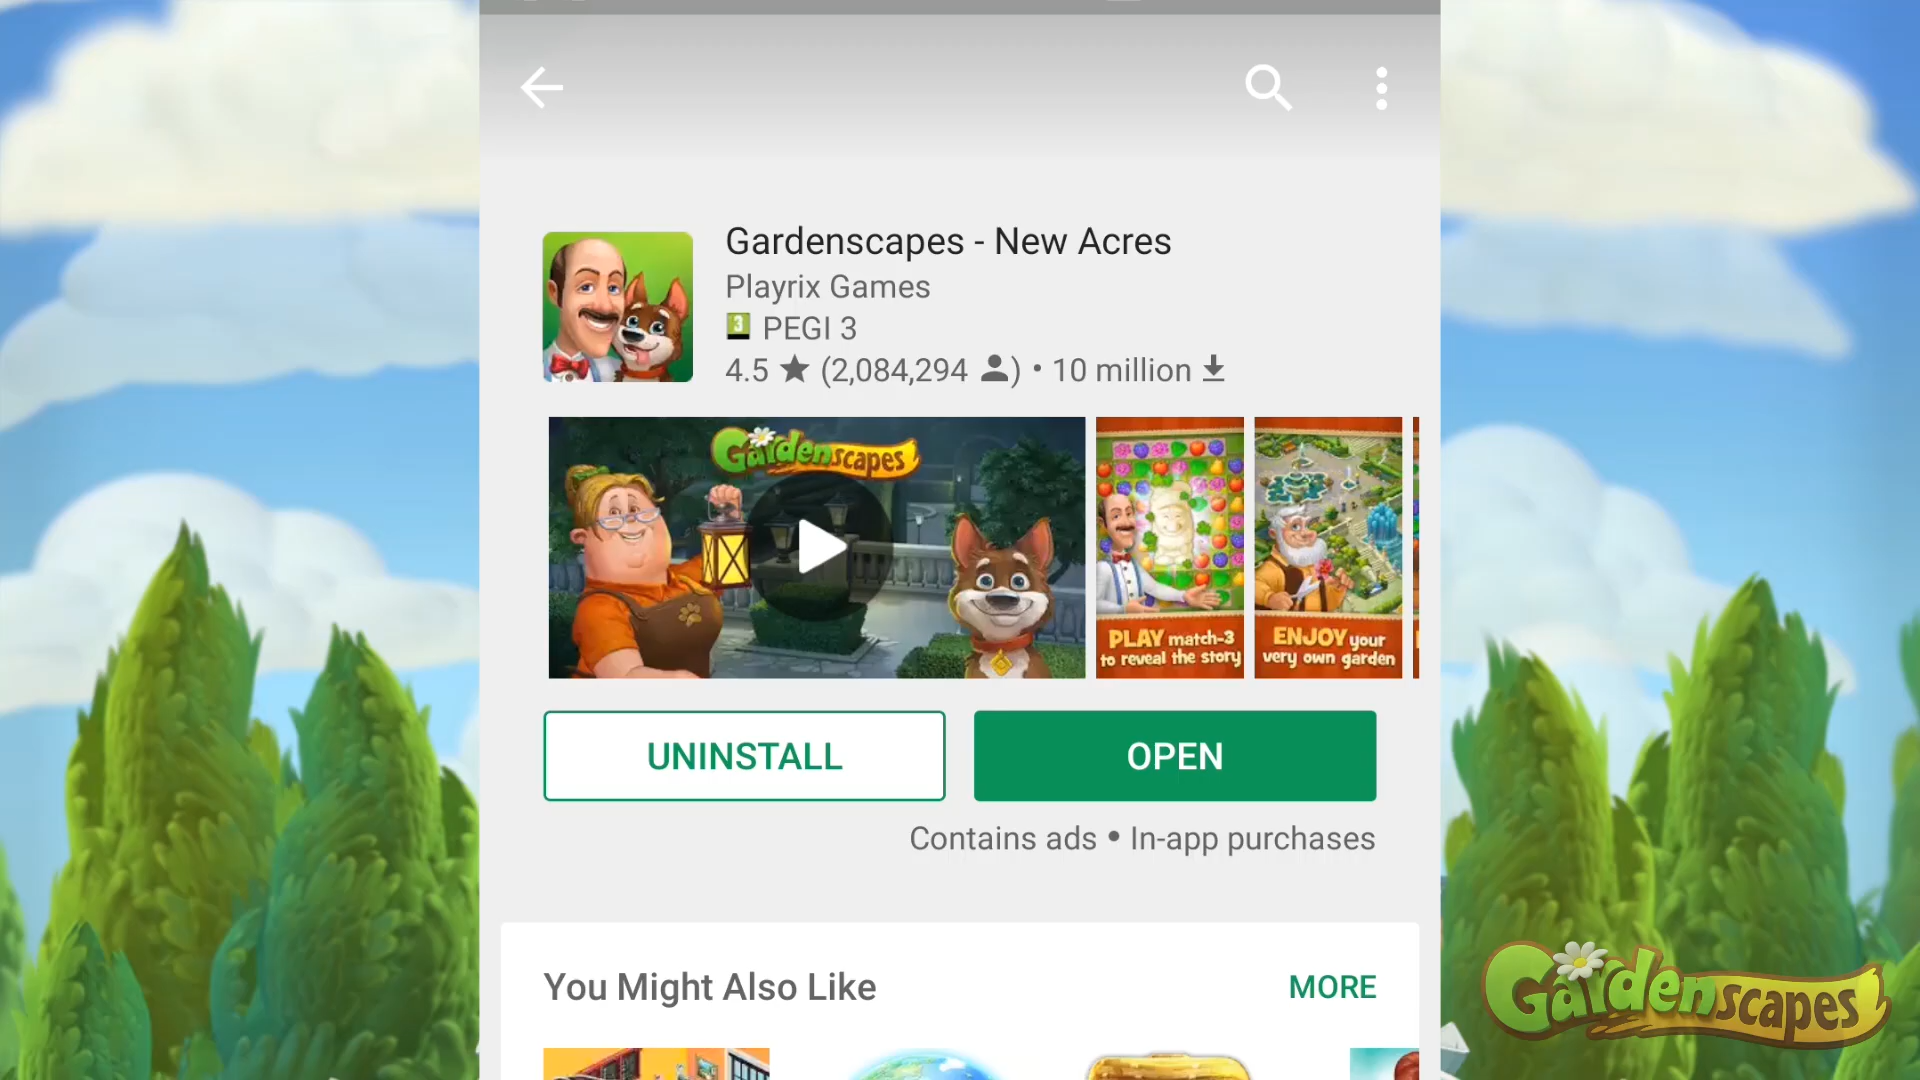 Gardenscapes - New Acres
Playrix Games
3 PEGI 3
4.5 ★ (2,084,294 ) • 10 million
Gardenscapes
PLAY match-3
to reveal the story
ENJOY your
very own garden
UNINSTALL
OPEN
Contains ads • In-app purchases
You Might Also Like
MORE
Gardenscapes